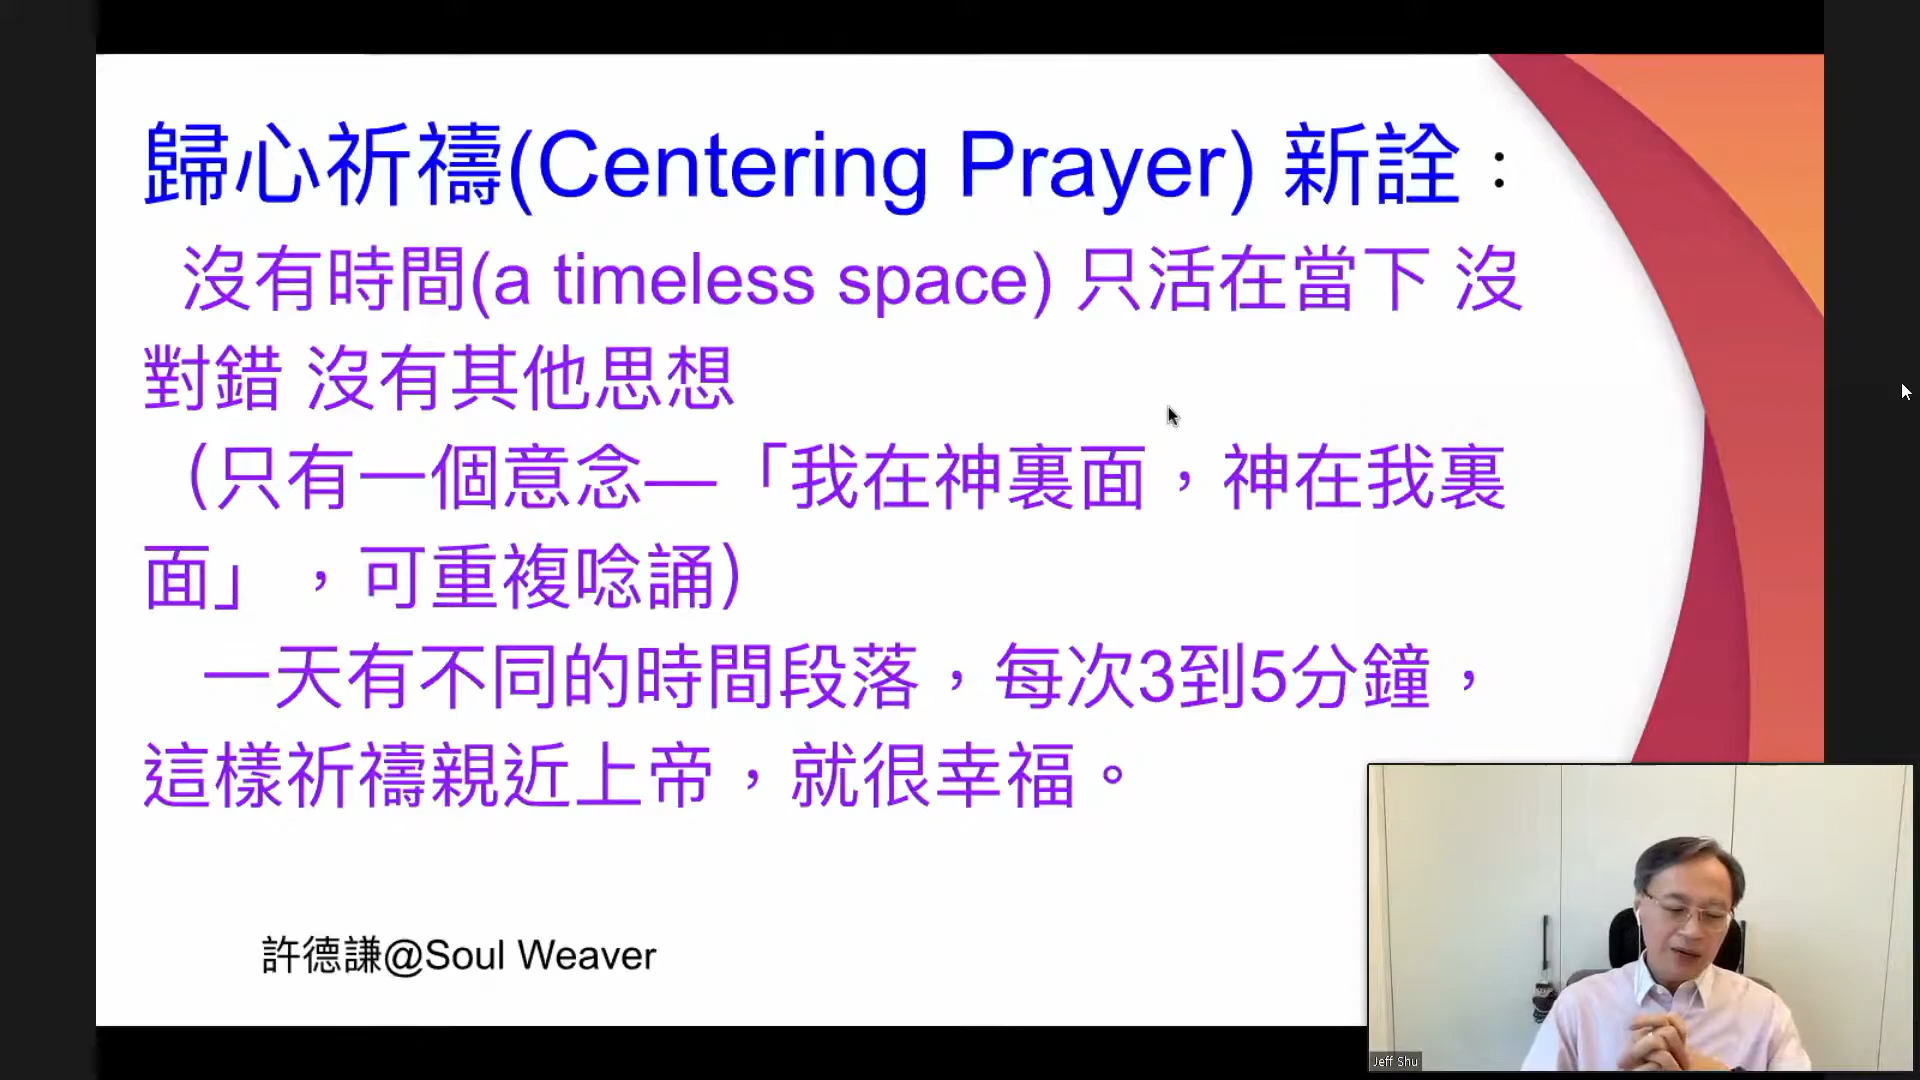 歸心祈禱(Centering Prayer) 新詮：
沒有時間(a timeless space) 只活在當下 沒
對錯 沒有其他思想
（只有一個意念—「我在神裏面，神在我裏
面」，可重複唸誦）
一天有不同的時間段落，每次3到5分鐘，
這樣祈禱親近上帝，就很幸福。
許德謙@Soul Weaver
Jeff Shu